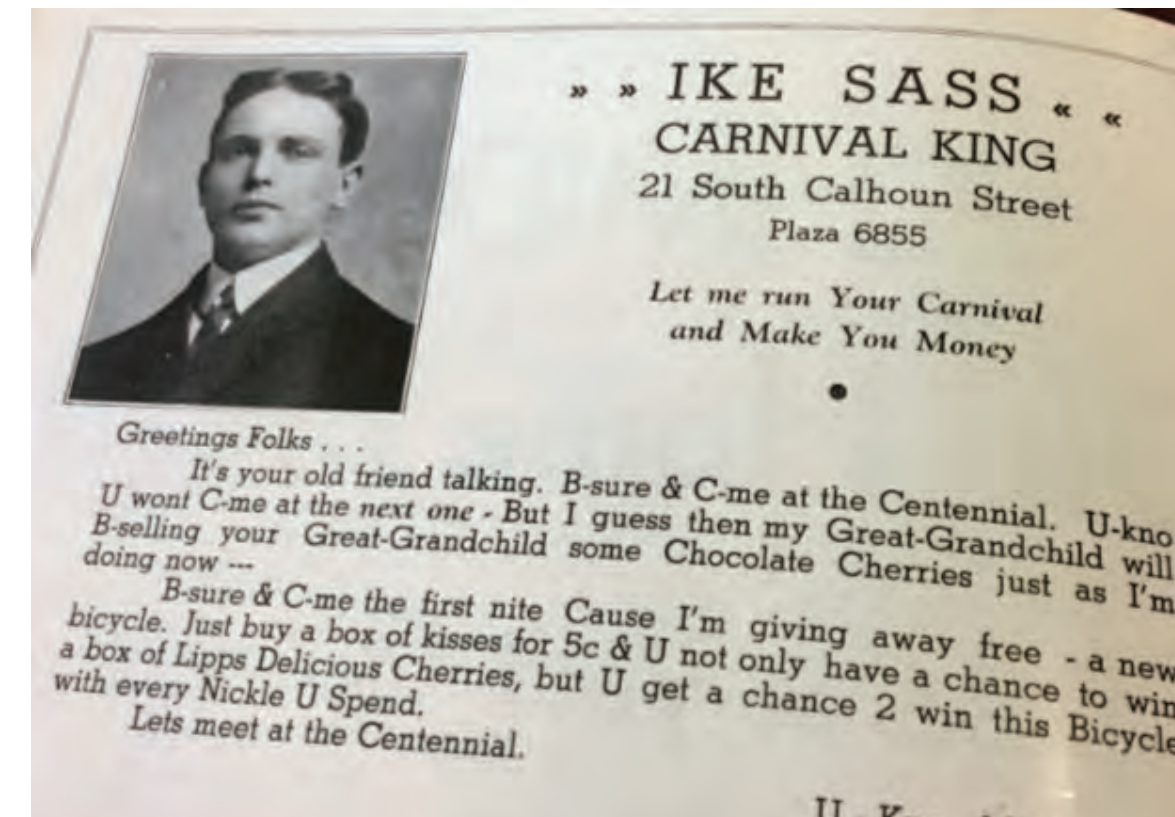 » » IKE SASS « «
CARNIVAL KING
21 South Calhoun Street
Plaza 6855
Let me run Your Carnival
and Make You Money
Greetings Folks . . .
It's your old friend talking. B-sure & C-me at the Centennial. U-kno
U wont C-me at the next one - But I guess then my Great-Grandchild will
B-selling your Great-Grandchild some Chocolate Cherries just as I'm
doing now ---
B-sure & C-me the first nite Cause I'm giving away free - a new
bicycle. Just buy a box of kisses for 5c & U not only have a chance to win
a box of Lipps Delicious Cherries, but U get a chance 2 win this Bicycle
with every Nickle U Spend.
Lets meet at the Centennial.